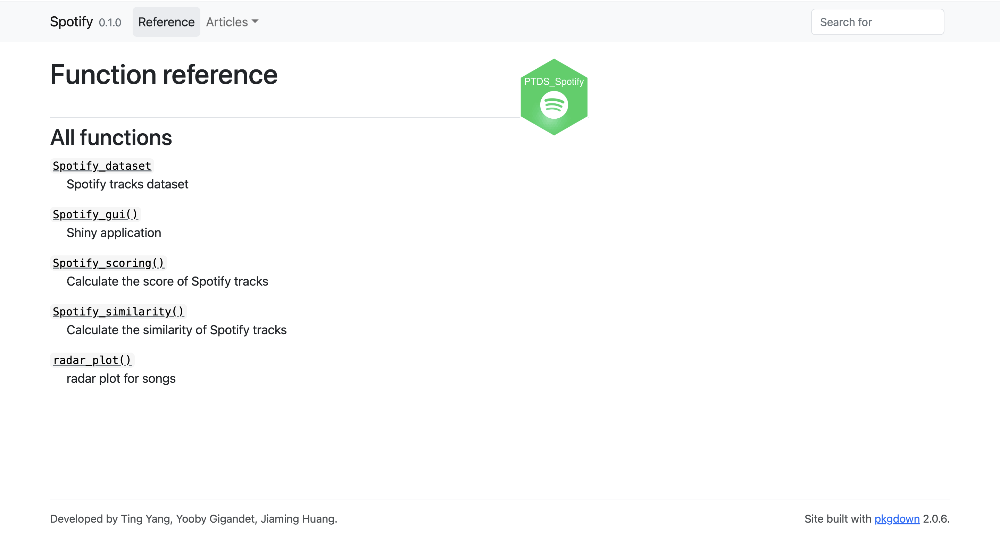 Spotify 0.1.0 Reference Articles Search for
Function reference
PTDS_Spotify
All functions
Spotify_dataset
Spotify tracks dataset
Spotify_gui()
Shiny application
Spotify_scoring()
Calculate the score of Spotify tracks
Spotify_similarity()
Calculate the similarity of Spotify tracks
radar_plot()
radar plot for songs
Developed by Ting Yang, Yooby Gigandet, Jiaming Huang. Site built with pkgdown 2.0.6.